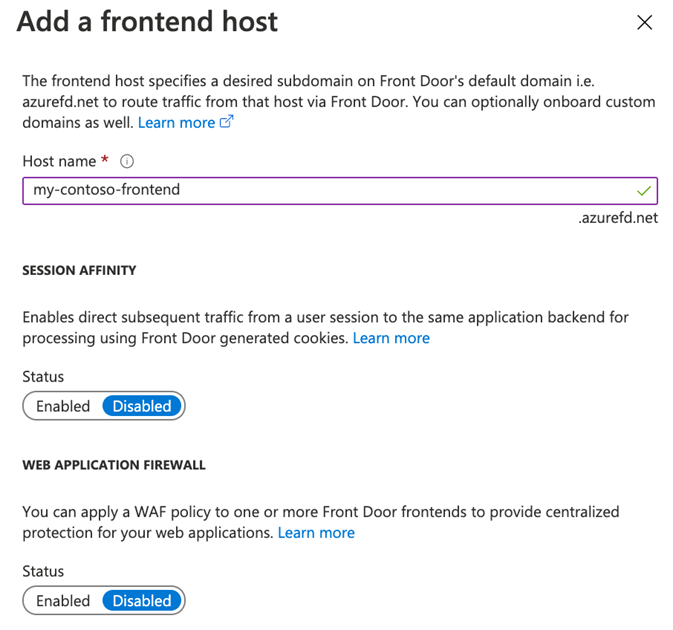 Add a frontend host
The frontend host specifies a desired subdomain on Front Door's default domain i.e.
azurefd.net to route traffic from that host via Front Door. You can optionally onboard custom
domains as well. Learn more
Host name *
my-contoso-frontend
.azurefd.net
SESSION AFFINITY
Enables direct subsequent traffic from a user session to the same application backend for
processing using Front Door generated cookies. Learn more
Status
Enabled Disabled
WEB APPLICATION FIREWALL
You can apply a WAF policy to one or more Front Door frontends to provide centralized
protection for your web applications. Learn more
Status
Enabled Disabled